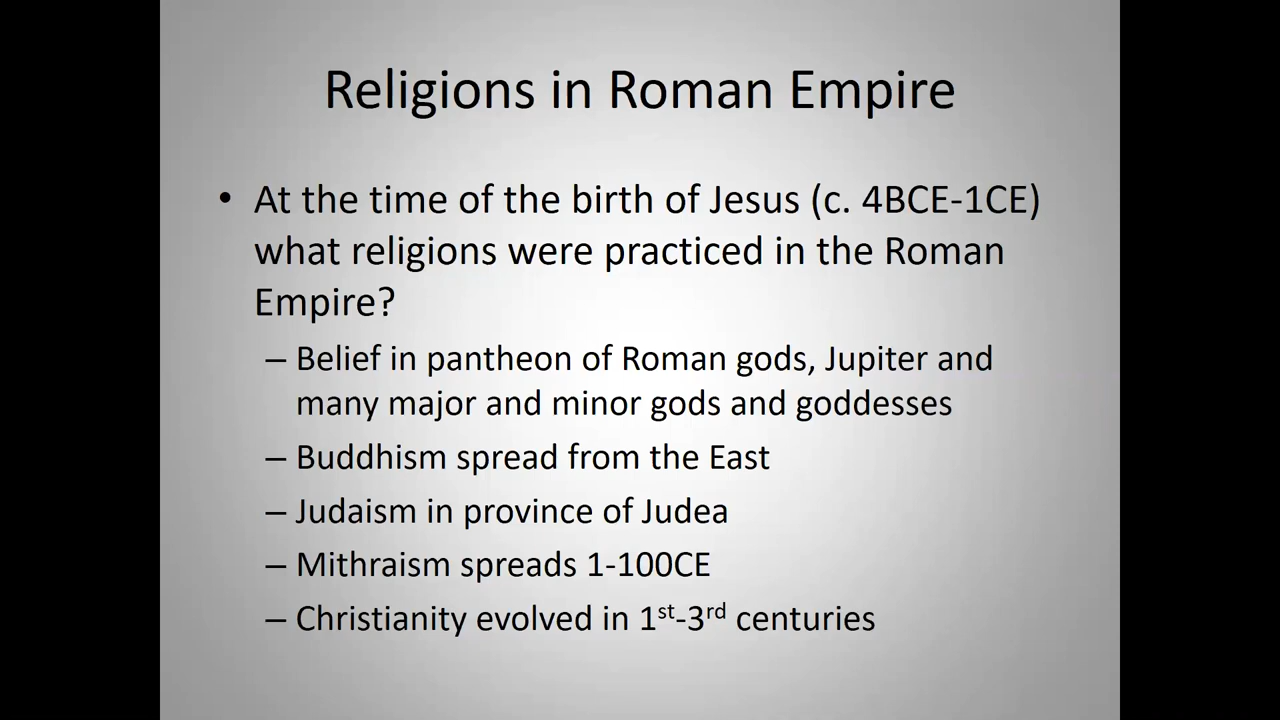 Religions in Roman Empire
• At the time of the birth of Jesus (c. 4BCE-1CE)
what religions were practiced in the Roman
Empire?
– Belief in pantheon of Roman gods, Jupiter and
many major and minor gods and goddesses
– Buddhism spread from the East
– Judaism in province of Judea
– Mithraism spreads 1-100CE
– Christianity evolved in 1st-3rd centuries